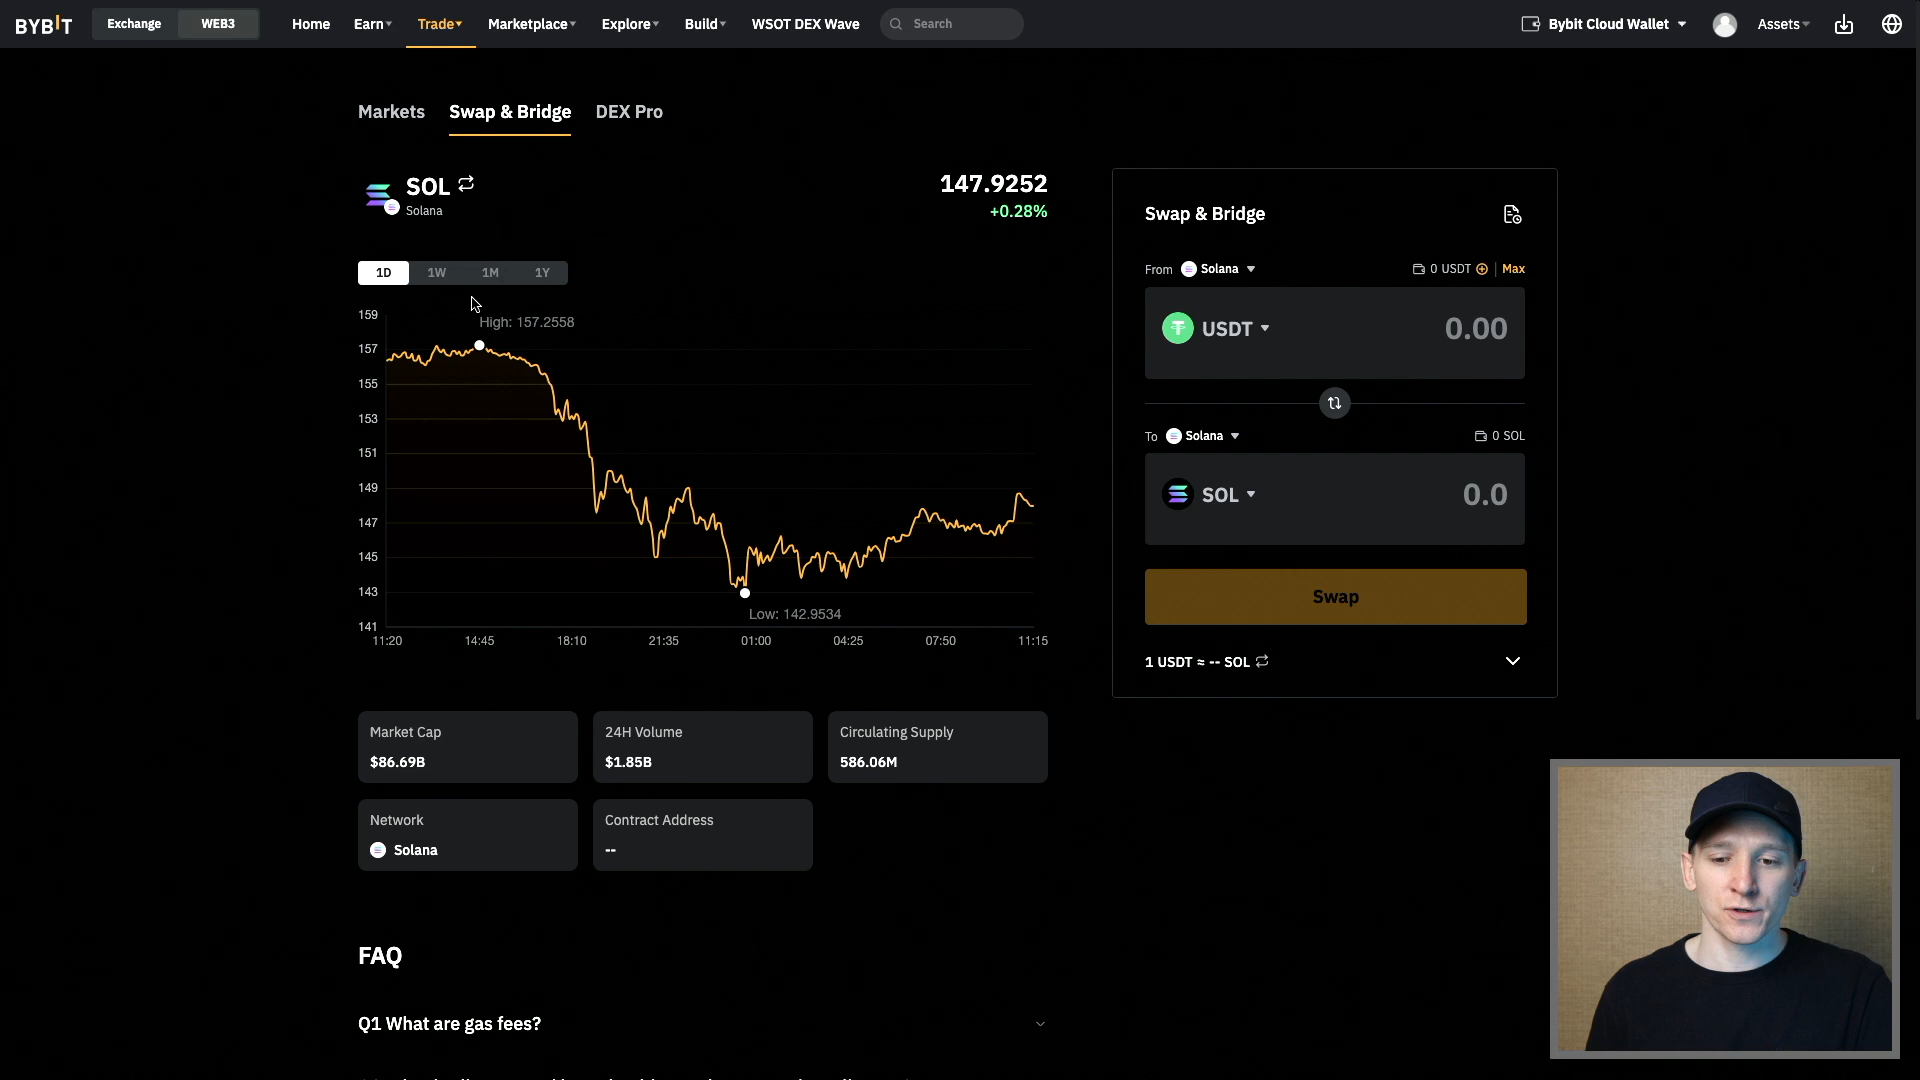 BYBIT Exchange WEB3 Home Earn Trade Marketplace Explore Build WSOT DEX Wave Search Bybit Cloud Wallet Assets
Markets Swap & Bridge DEX Pro
SOL
Solana
147.9252
+0.28%
1D 1W 1M 1Y
High: 157.2558
159
157
155
153
151
149
147
145
143
141
Low: 142.9534
11:20 14:45 18:10 21:35 01:00 04:25 07:50 11:15
Swap & Bridge
From Solana 0 USDT | Max
USDT 0.00
To Solana 0 SOL
SOL 0.0
Swap
1 USDT ≈ -- SOL
Market Cap
$86.69B
24H Volume
$1.85B
Circulating Supply
586.06M
Network
Solana
Contract Address
--
FAQ
Q1 What are gas fees?